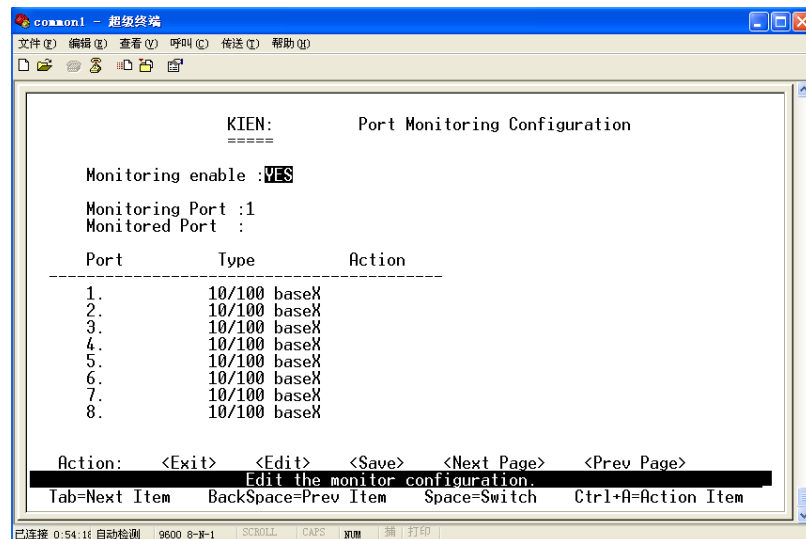 common1 - 超级终端
文件(F) 编辑(E) 查看(V) 呼叫(C) 传送(T) 帮助(H)
KIEN: Port Monitoring Configuration
=====
Monitoring enable :YES
Monitoring Port :1
Monitored Port :
Port Type Action
-----------------------------------------
1. 10/100 baseX
2. 10/100 baseX
3. 10/100 baseX
4. 10/100 baseX
5. 10/100 baseX
6. 10/100 baseX
7. 10/100 baseX
8. 10/100 baseX
Action: <Exit> <Edit> <Save> <Next Page> <Prev Page>
Edit the monitor configuration.
Tab=Next Item BackSpace=Prev Item Space=Switch Ctrl+A=Action Item
已连接 0:54:18 自动检测 9600 8-N-1 SCROLL CAPS NUM 捕 打印